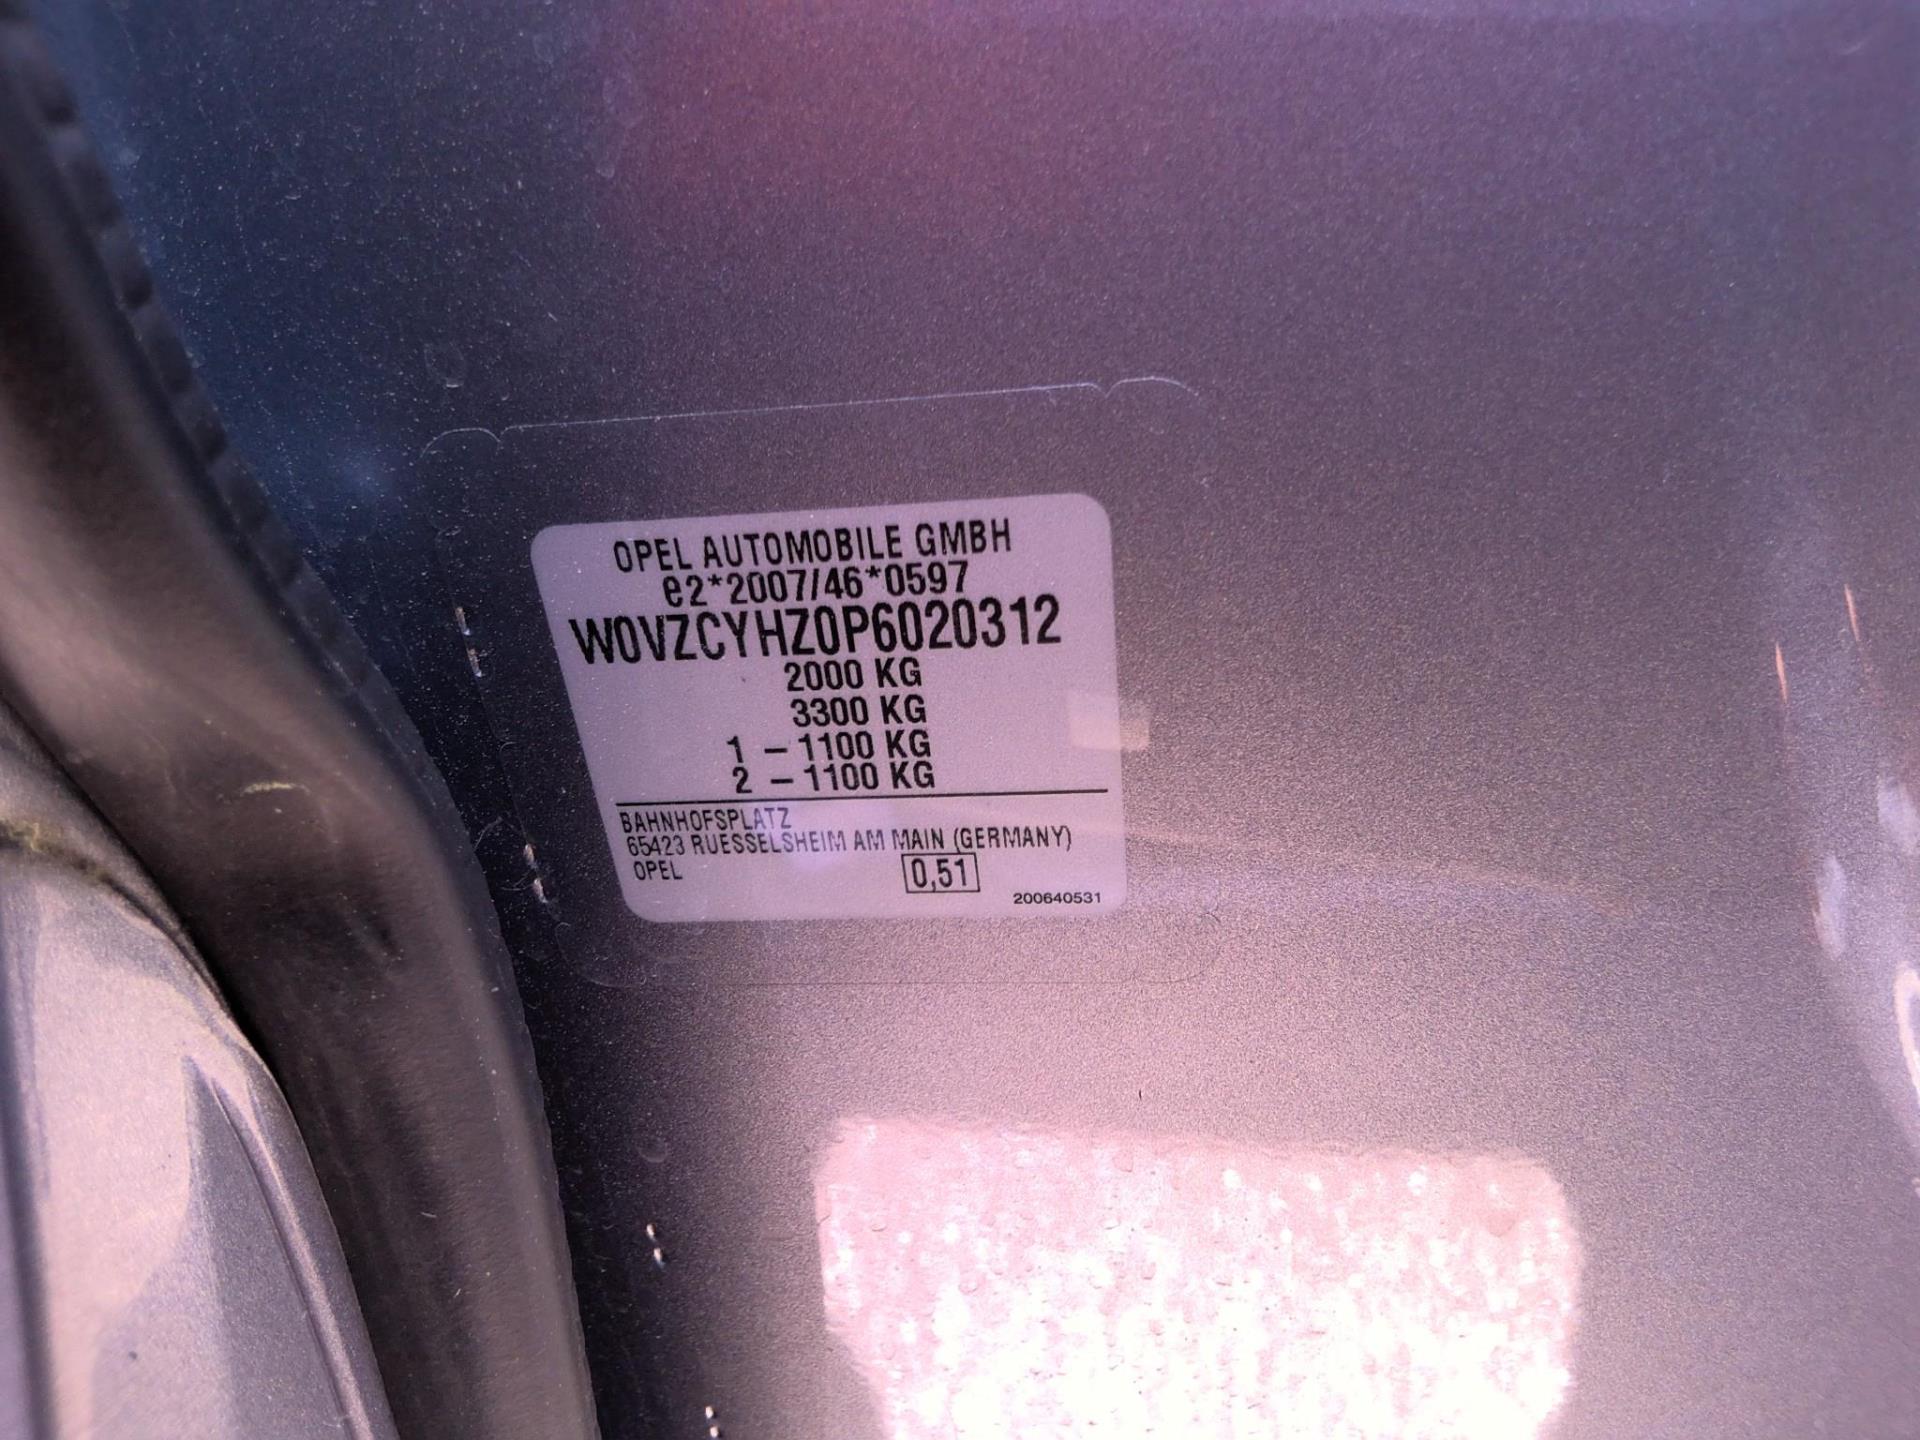 OPEL AUTOMOBILE GMBH
e2*2007/46*0597
W0VZCYHZ0P6020312
2000 KG
3300 KG
1 – 1100 KG
2 – 1100 KG
BAHNHOFSPLATZ
65423 RUESSELSHEIM AM MAIN (GERMANY)
OPEL 0,51
200640531